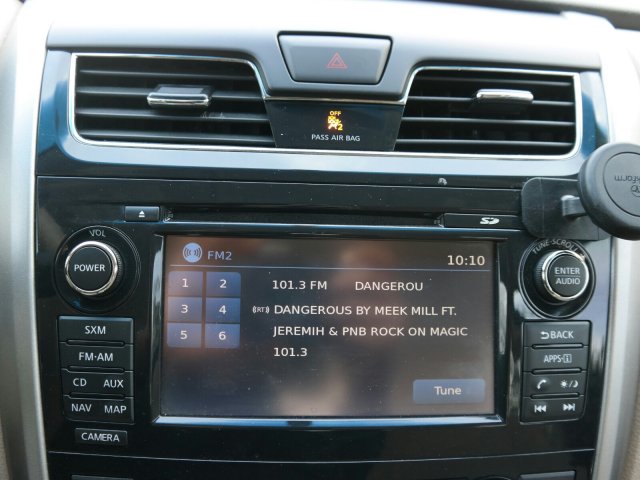 OFF
2
PASS AIR BAG
VOL
POWER
SXM
FM·AM
CD AUX
NAV MAP
CAMERA
SD
FM2
10:10
1 2
3 4
5 6
101.3 FM DANGEROU
(RT) DANGEROUS BY MEEK MILL FT.
JEREMIH & PNB ROCK ON MAGIC
101.3
Tune
TUNE·SCROLL
ENTER
AUDIO
BACK
APPS·i